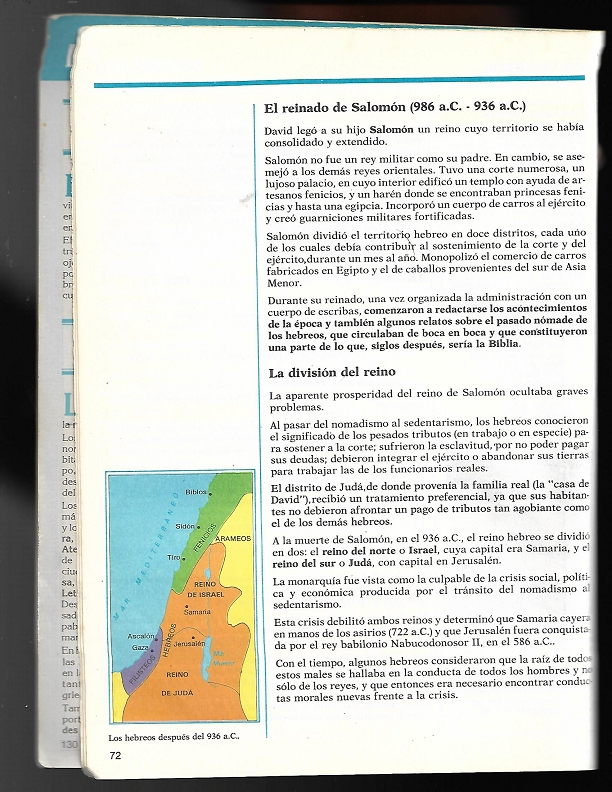 El reinado de Salomón (986 a.C. - 936 a.C.)
David legó a su hijo Salomón un reino cuyo territorio se había
consolidado y extendido.
Salomón no fue un rey militar como su padre. En cambio, se ase-
mejó a los demás reyes orientales. Tuvo una corte numerosa, un
lujoso palacio, en cuyo interior edificó un templo con ayuda de ar-
tesanos fenicios, y un harén donde se encontraban princesas feni-
cias y hasta una egipcia. Incorporó un cuerpo de carros al ejército
y creó guarniciones militares fortificadas.
Salomón dividió el territorio hebreo en doce distritos, cada uno
de los cuales debía contribuir al sostenimiento de la corte y del
ejército,durante un mes al año. Monopolizó el comercio de carros
fabricados en Egipto y el de caballos provenientes del sur de Asia
Menor.
Durante su reinado, una vez organizada la administración con un
cuerpo de escribas, comenzaron a redactarse los acontecimientos
de la época y también algunos relatos sobre el pasado nómade de
los hebreos, que circulaban de boca en boca y que constituyeron
una parte de lo que, siglos después, sería la Biblia.
La división del reino
La aparente prosperidad del reino de Salomón ocultaba graves
problemas.
Al pasar del nomadismo al sedentarismo, los hebreos conocieron
el significado de los pesados tributos (en trabajo o en especie) pa-
ra sostener a la corte; sufrieron la esclavitud, por no poder pagar
sus deudas; debieron integrar el ejército o abandonar sus tierras
para trabajar las de los funcionarios reales.
El distrito de Judá,de donde provenía la familia real (la "casa de
David"),recibió un tratamiento preferencial, ya que sus habitan-
tes no debieron afrontar un pago de tributos tan agobiante como
el de los demás hebreos.
A la muerte de Salomón, en el 936 a.C., el reino hebreo se dividió
en dos: el reino del norte o Israel, cuya capital era Samaria, y el
reino del sur o Judá, con capital en Jerusalén.
La monarquía fue vista como la culpable de la crisis social, políti-
ca y económica producida por el tránsito del nomadismo al
sedentarismo.
Esta crisis debilitó ambos reinos y determinó que Samaria cayera
en manos de los asirios (722 a.C.) y que Jerusalén fuera conquista-
da por el rey babilonio Nabucodonosor II, en el 586 a.C..
Con el tiempo, algunos hebreos consideraron que la raíz de todos
estos males se hallaba en la conducta de todos los hombres y no
sólo de los reyes, y que entonces era necesario encontrar conduc-
tas morales nuevas frente a la crisis.
MAR MEDITERRANEO
Biblos
Sidón
FENICIOS
ARAMEOS
Tiro
REINO
DE ISRAEL
Samaria
HEBREOS
Ascalón
Gaza
Jerusalén
Mar
Muerto
FILISTEOS
REINO
DE JUDA
Los hebreos después del 936 a.C..
72
130